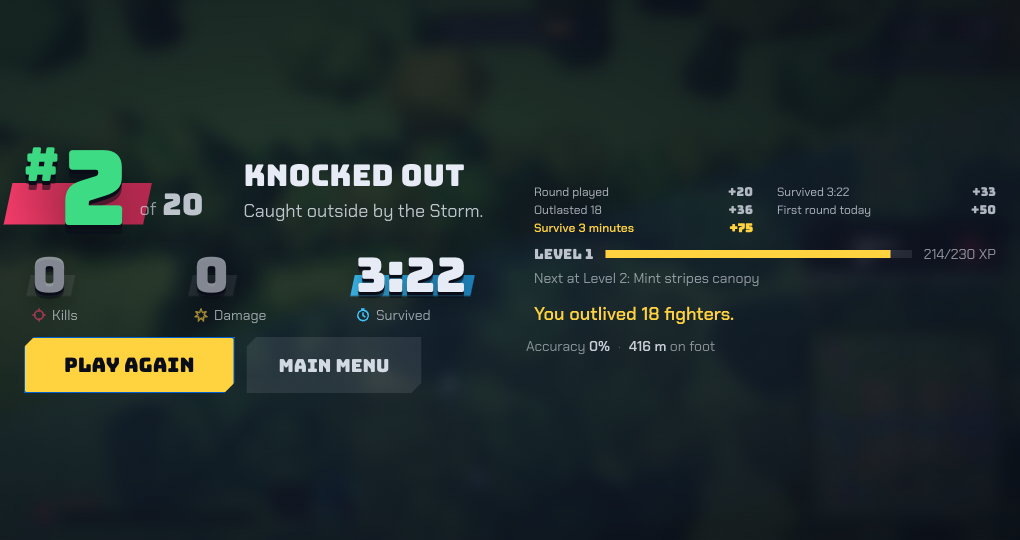 #2 of 20
KNOCKED OUT
Caught outside by the Storm.
0
Kills
0
Damage
3:22
Survived
PLAY AGAIN
MAIN MENU
Round played +20
Survived 3:22 +33
Outlasted 18 +36
First round today +50
Survive 3 minutes +75
LEVEL 1 214/230 XP
Next at Level 2: Mint stripes canopy
You outlived 18 fighters.
Accuracy 0% · 416 m on foot